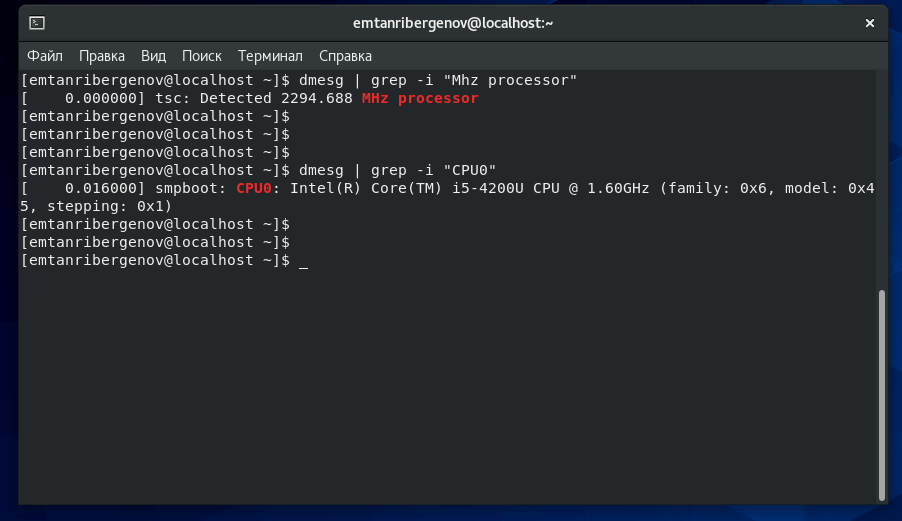 emtanribergenov@localhost:~
Файл Правка Вид Поиск Терминал Справка
[emtanribergenov@localhost ~]$ dmesg | grep -i "Mhz processor"
[    0.000000] tsc: Detected 2294.688 MHz processor
[emtanribergenov@localhost ~]$
[emtanribergenov@localhost ~]$
[emtanribergenov@localhost ~]$
[emtanribergenov@localhost ~]$ dmesg | grep -i "CPU0"
[    0.016000] smpboot: CPU0: Intel(R) Core(TM) i5-4200U CPU @ 1.60GHz (family: 0x6, model: 0x4
5, stepping: 0x1)
[emtanribergenov@localhost ~]$
[emtanribergenov@localhost ~]$
[emtanribergenov@localhost ~]$ _